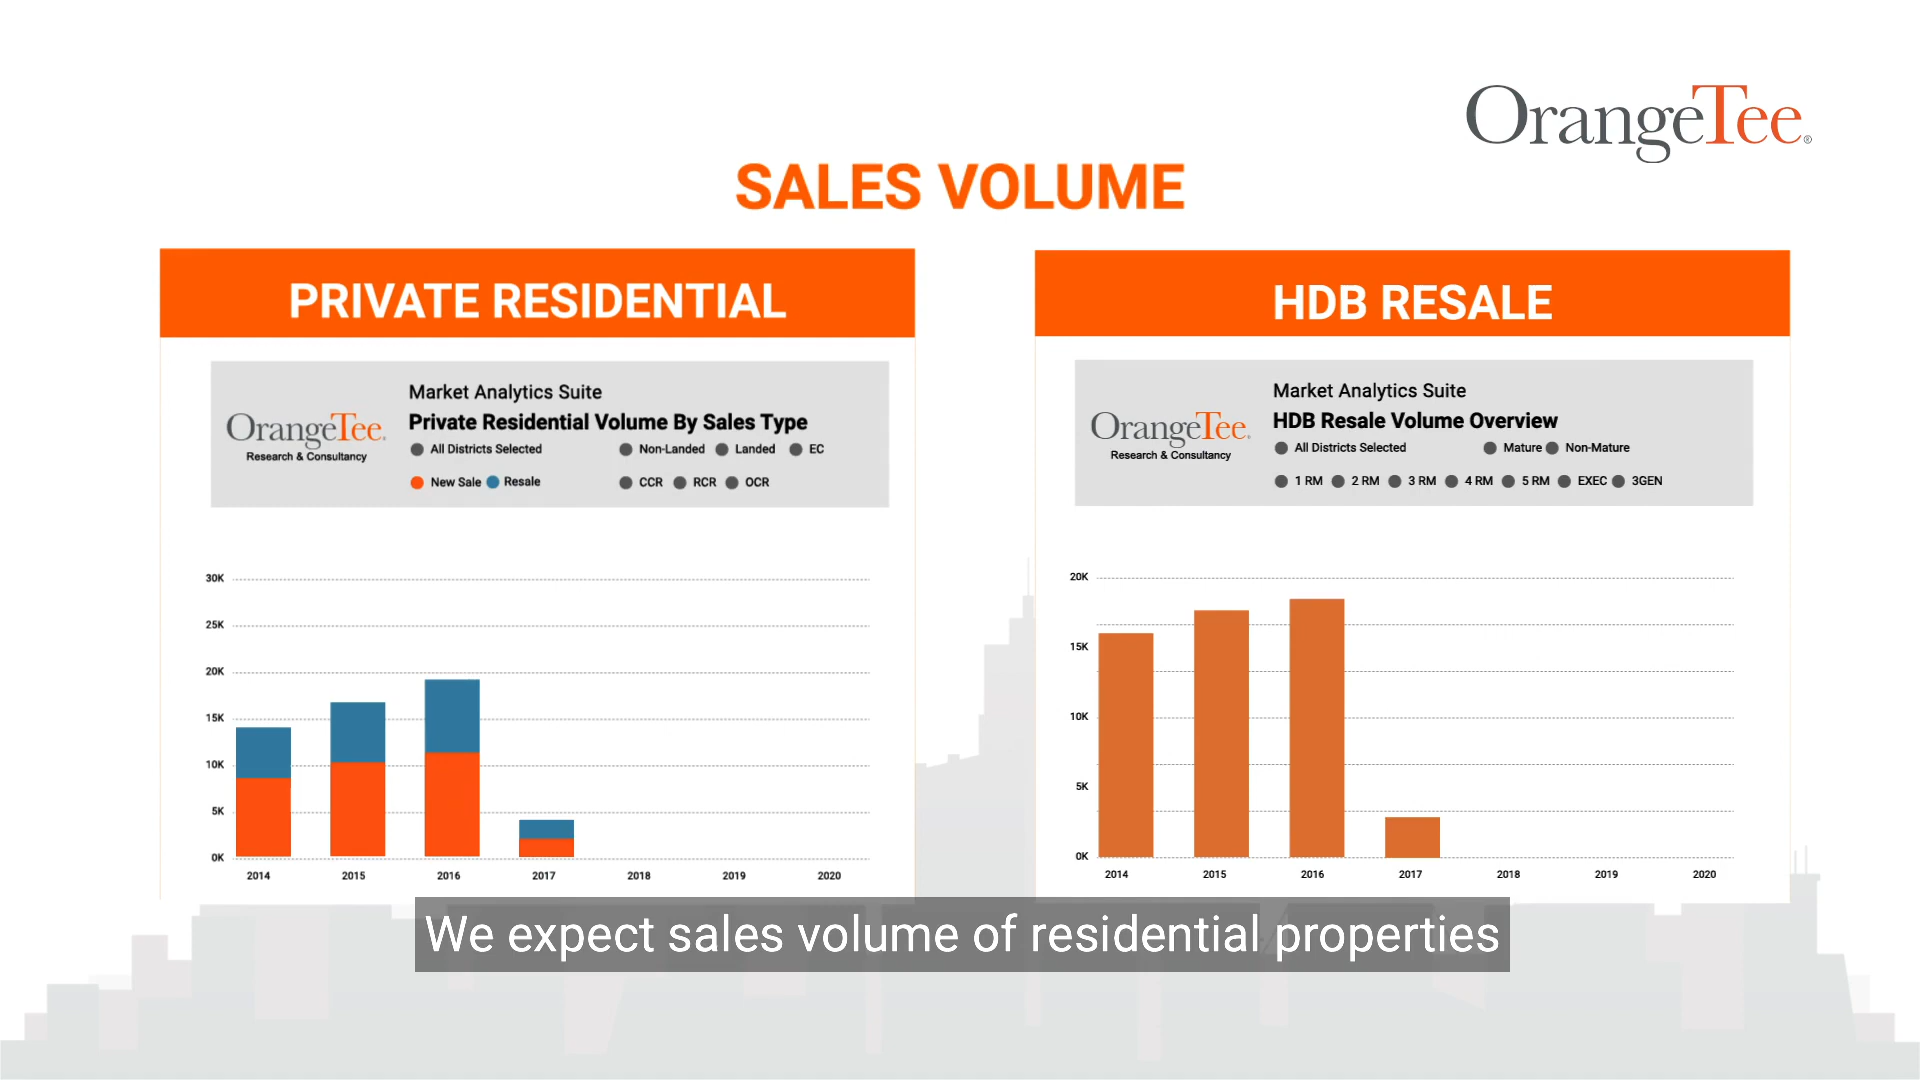 OrangeTee®
SALES VOLUME
PRIVATE RESIDENTIAL
Market Analytics Suite
Private Residential Volume By Sales Type
OrangeTee
Research & Consultancy
All Districts Selected
Non-Landed
Landed
EC
New Sale
Resale
CCR
RCR
OCR
30K
25K
20K
15K
10K
5K
0K
2014 2015 2016 2017 2018 2019 2020
HDB RESALE
Market Analytics Suite
HDB Resale Volume Overview
OrangeTee
Research & Consultancy
All Districts Selected
Mature
Non-Mature
1 RM
2 RM
3 RM
4 RM
5 RM
EXEC
3GEN
20K
15K
10K
5K
0K
2014 2015 2016 2017 2018 2019 2020
We expect sales volume of residential properties